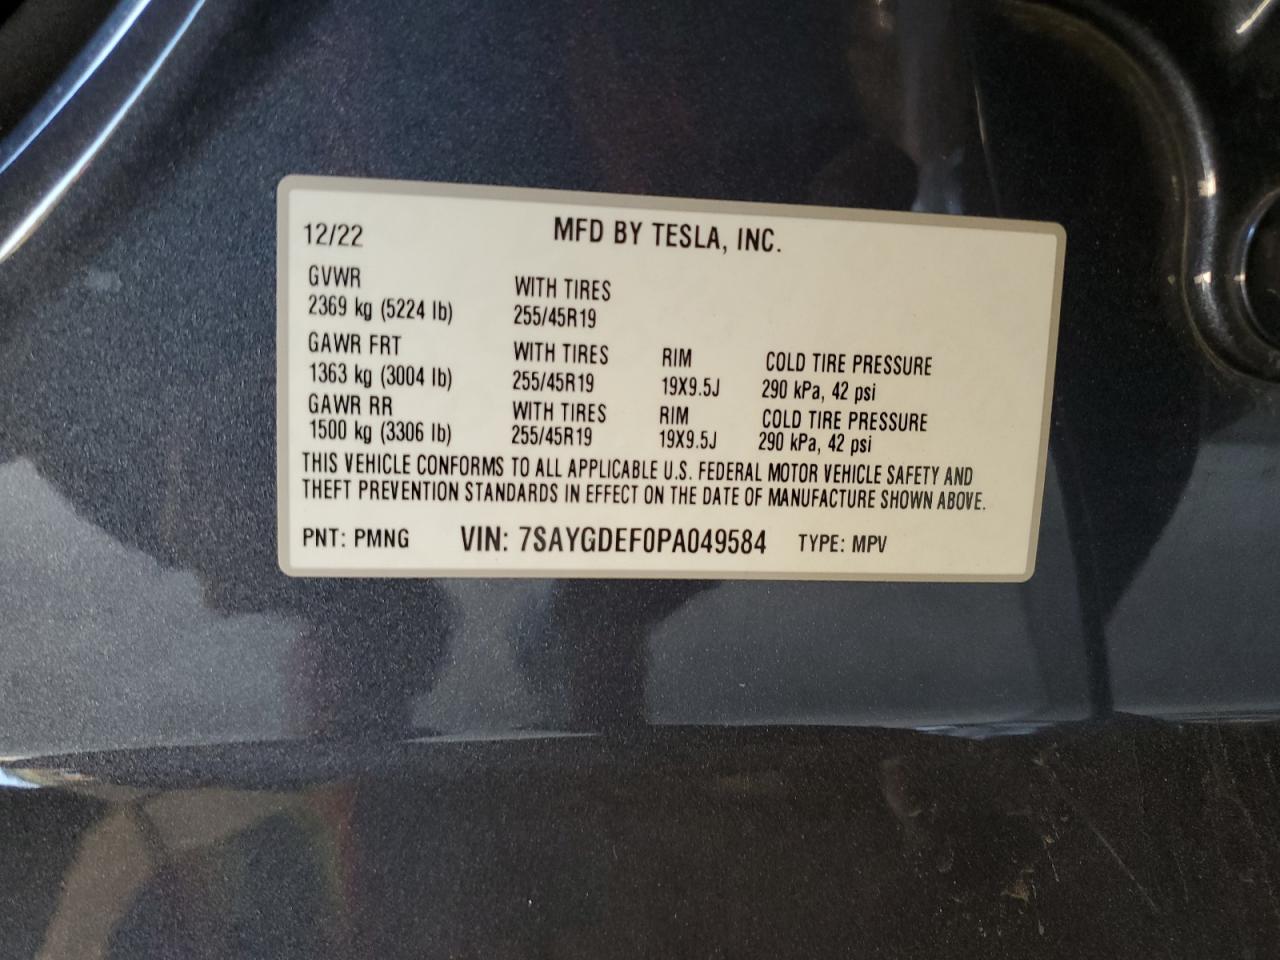 12/22 MFD BY TESLA, INC.
GVWR WITH TIRES
2369 kg (5224 lb) 255/45R19
GAWR FRT WITH TIRES RIM COLD TIRE PRESSURE
1363 kg (3004 lb) 255/45R19 19X9.5J 290 kPa, 42 psi
GAWR RR WITH TIRES RIM COLD TIRE PRESSURE
1500 kg (3306 lb) 255/45R19 19X9.5J 290 kPa, 42 psi
THIS VEHICLE CONFORMS TO ALL APPLICABLE U.S. FEDERAL MOTOR VEHICLE SAFETY AND
THEFT PREVENTION STANDARDS IN EFFECT ON THE DATE OF MANUFACTURE SHOWN ABOVE.
PNT: PMNG VIN: 7SAYGDEF0PA049584 TYPE: MPV